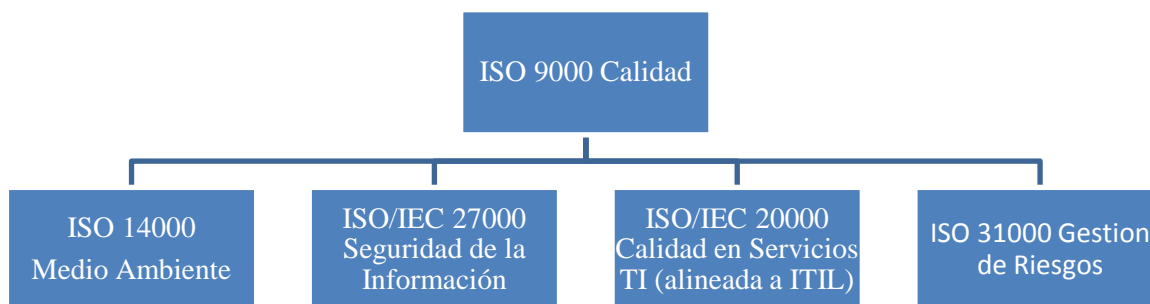 ISO 9000 Calidad
ISO 14000
Medio Ambiente
ISO/IEC 27000
Seguridad de la
Información
ISO/IEC 20000
Calidad en Servicios
TI (alineada a ITIL)
ISO 31000 Gestion
de Riesgos